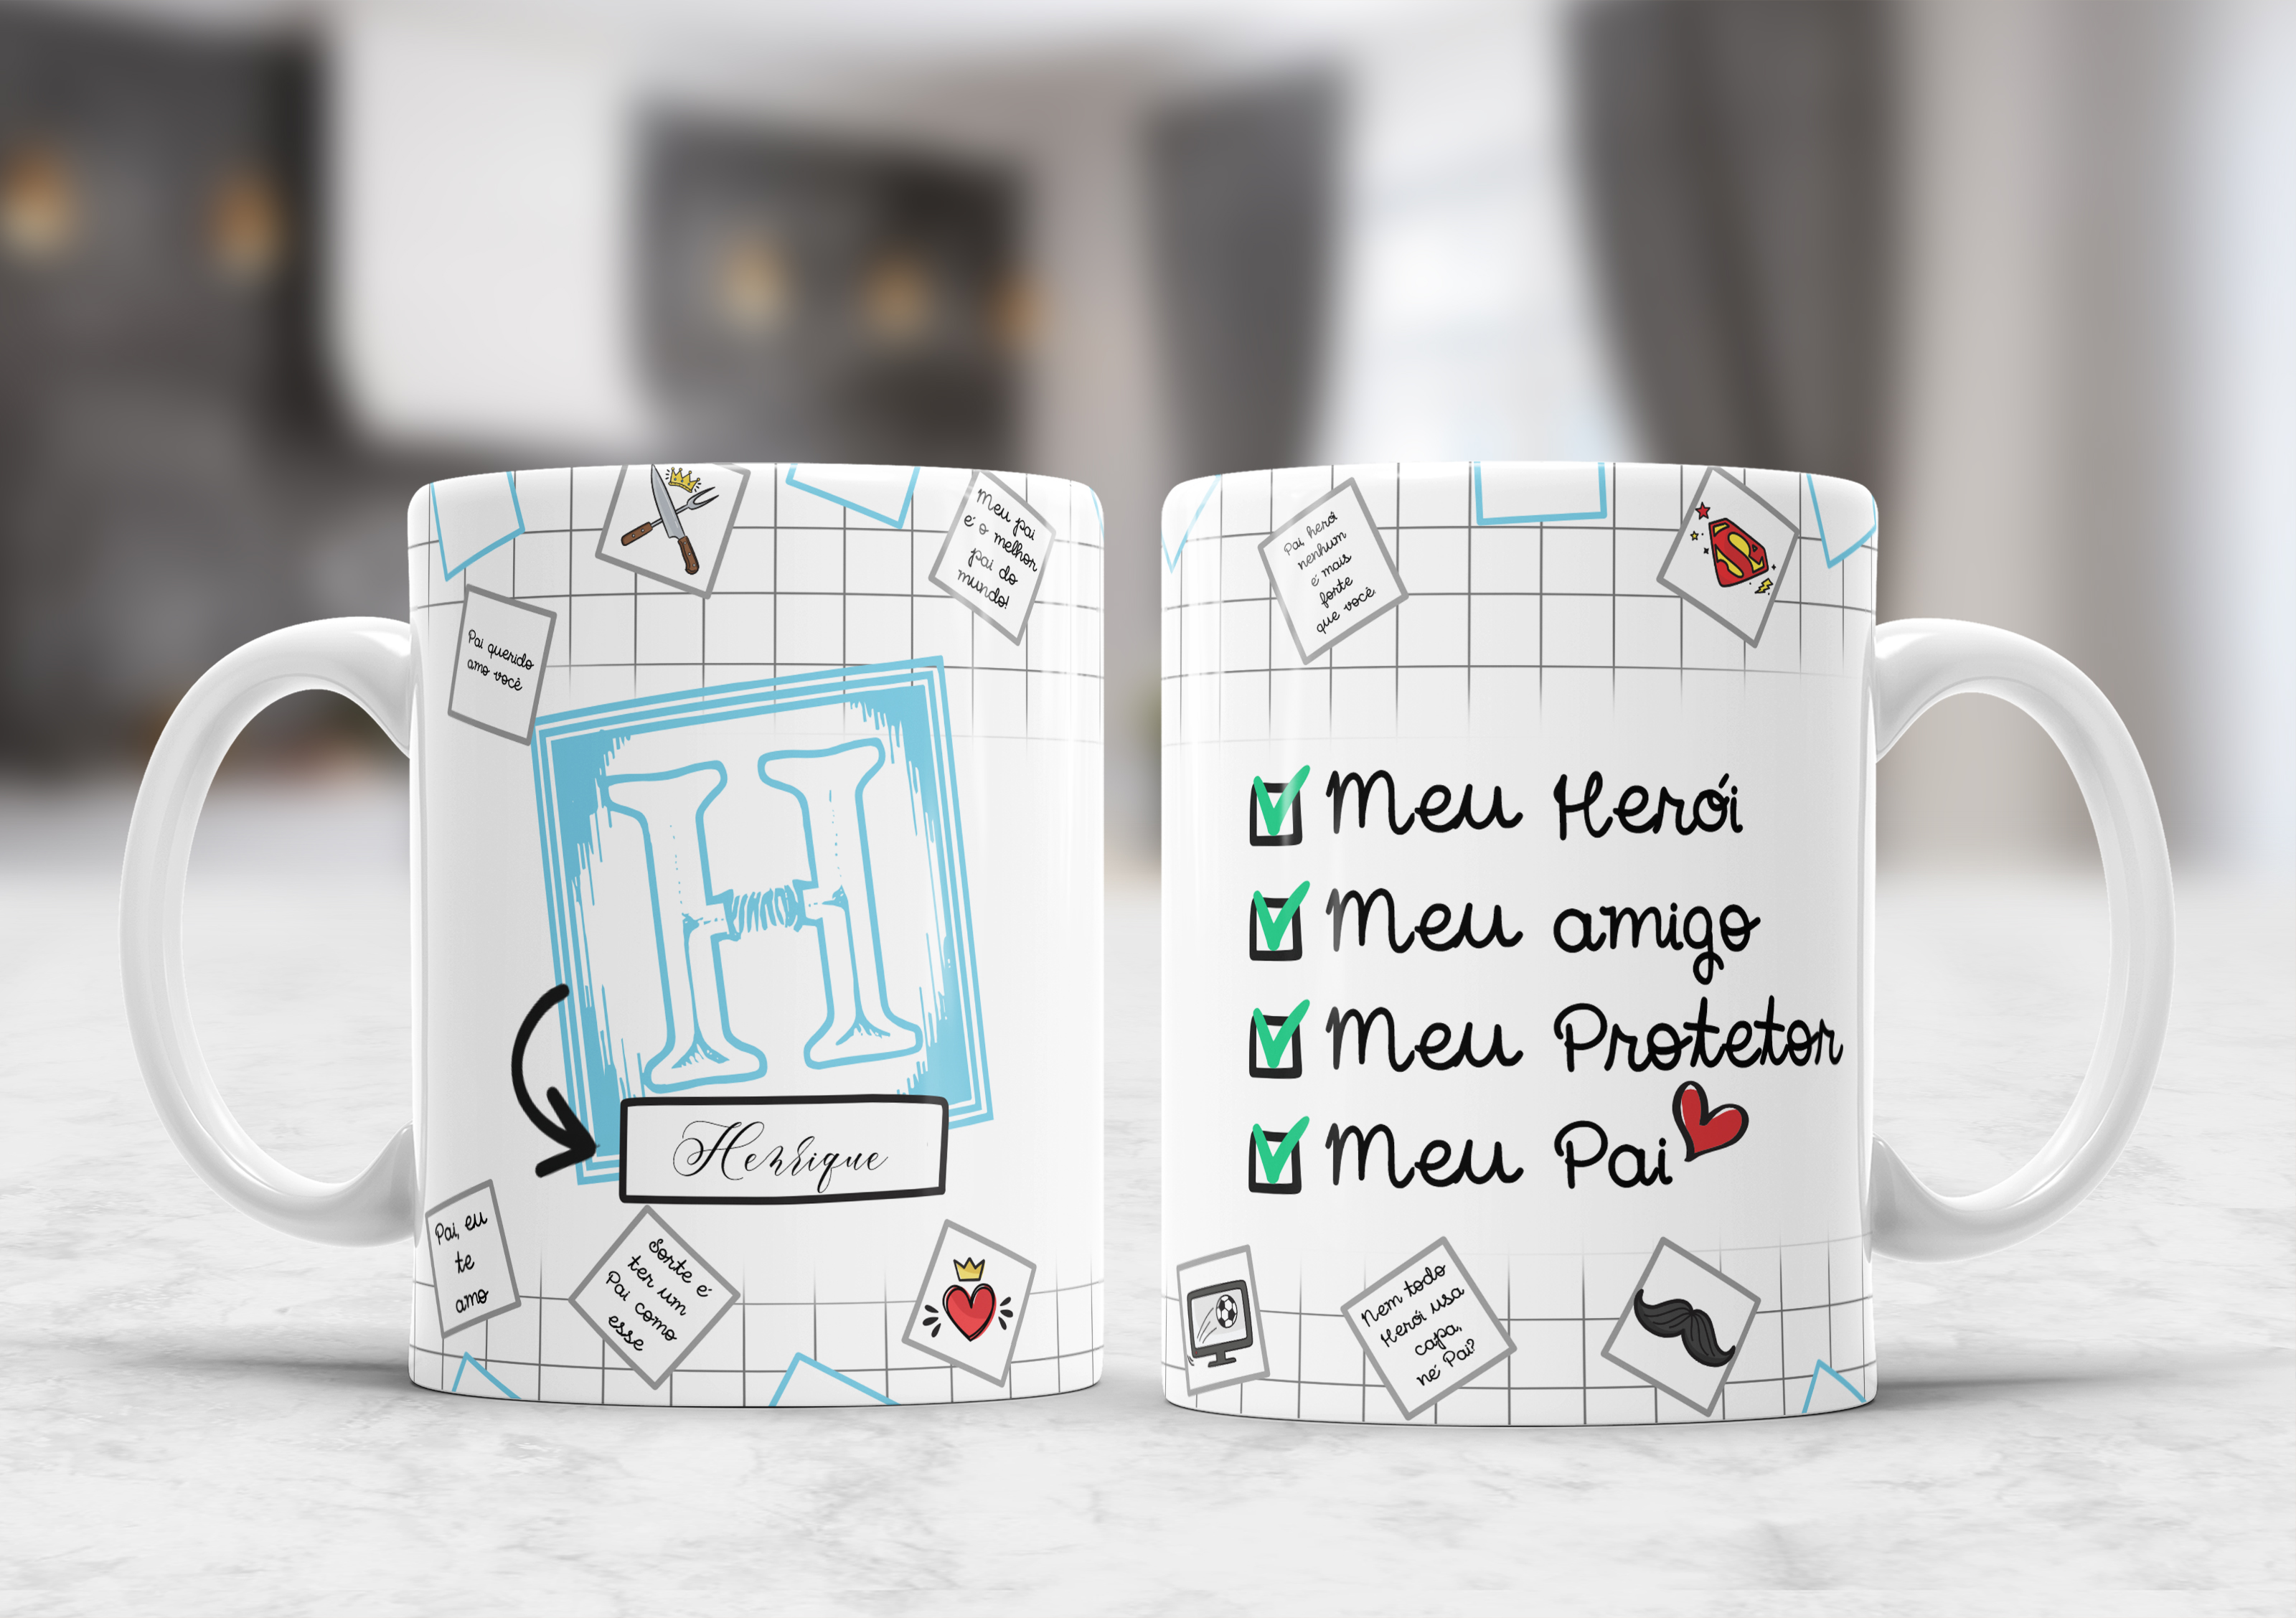 Meu pai
é o melhor
pai do
mundo!
Pai querido
amo você
H
Henrique
Pai, eu
te
amo
Sorte é
ter um
Pai como
esse
Pai, herói
nenhum
é mais
forte
que você
S
Meu Herói
Meu amigo
Meu Protetor
Meu Pai
Nem todo
Herói usa
capa,
né Pai?